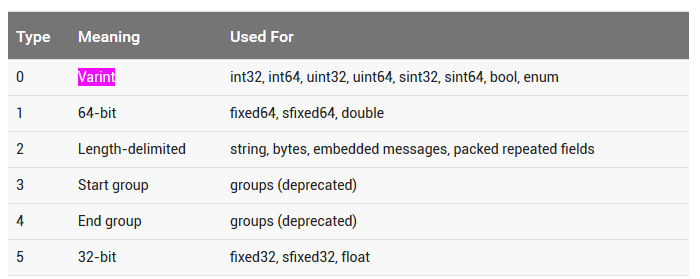 Type Meaning Used For
0 Varint int32, int64, uint32, uint64, sint32, sint64, bool, enum
1 64-bit fixed64, sfixed64, double
2 Length-delimited string, bytes, embedded messages, packed repeated fields
3 Start group groups (deprecated)
4 End group groups (deprecated)
5 32-bit fixed32, sfixed32, float